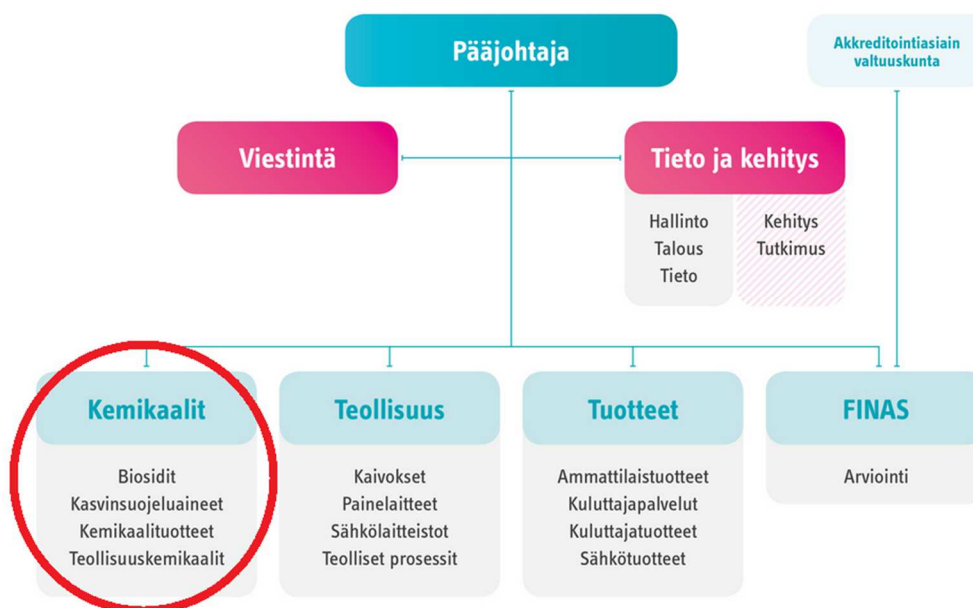 Pääjohtaja
Akkreditointiasiain
valtuuskunta
Viestintä
Tieto ja kehitys
Hallinto
Talous
Tieto
Kehitys
Tutkimus
Kemikaalit
Biosidit
Kasvinsuojeluaineet
Kemikaalituotteet
Teollisuuskemikaalit
Teollisuus
Kaivokset
Painelaitteet
Sähkölaitteistot
Teolliset prosessit
Tuotteet
Ammattilaistuotteet
Kuluttajapalvelut
Kuluttajatuotteet
Sähkötuotteet
FINAS
Arviointi